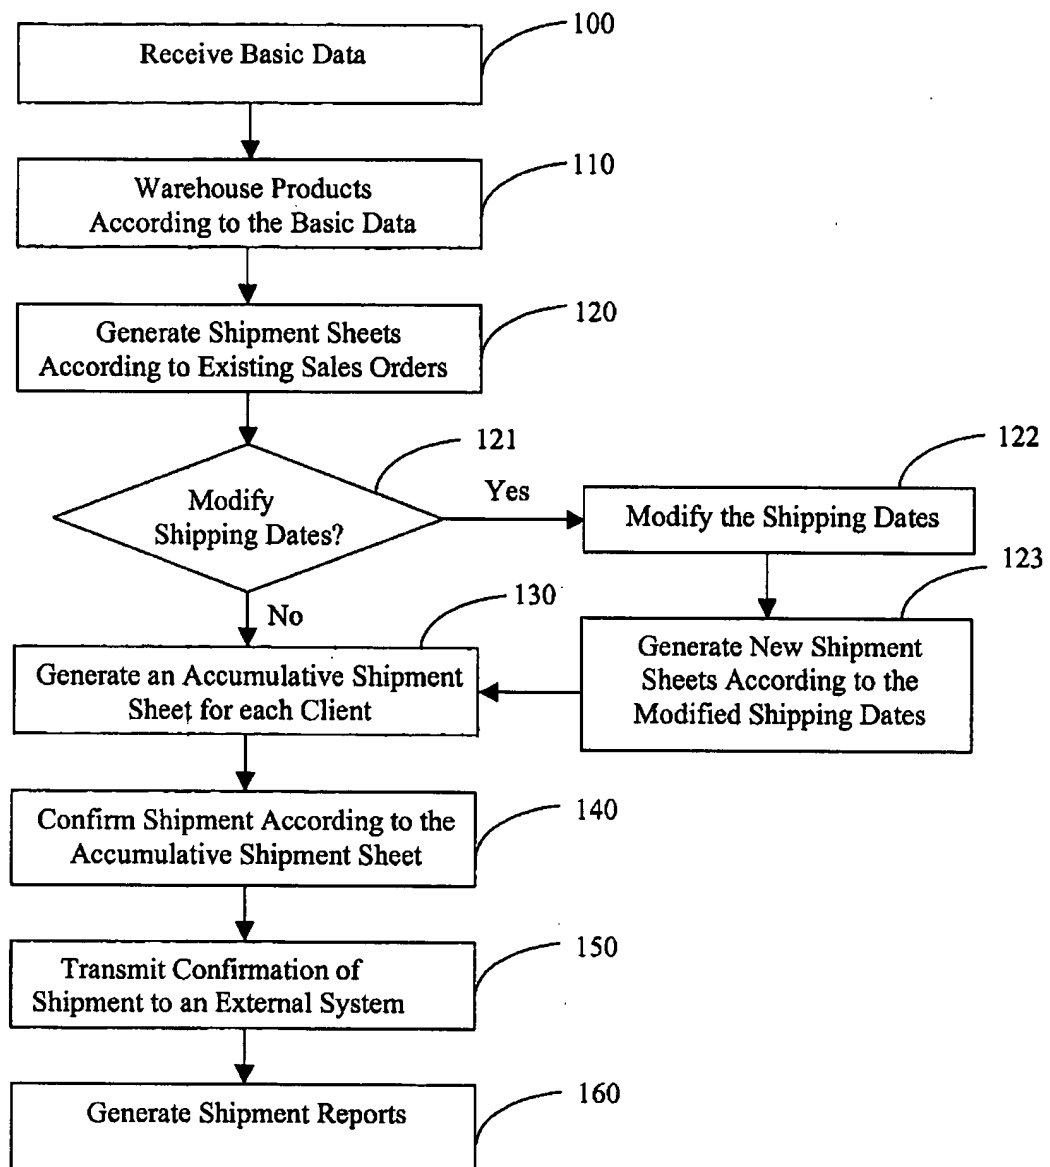 100
Receive Basic Data
110
Warehouse Products
According to the Basic Data
120
Generate Shipment Sheets
According to Existing Sales Orders
121
Modify
Shipping Dates?
Yes
122
Modify the Shipping Dates
123
Generate New Shipment
Sheets According to the
Modified Shipping Dates
No
130
Generate an Accumulative Shipment
Sheet for each Client
140
Confirm Shipment According to the
Accumulative Shipment Sheet
150
Transmit Confirmation of
Shipment to an External System
160
Generate Shipment Reports